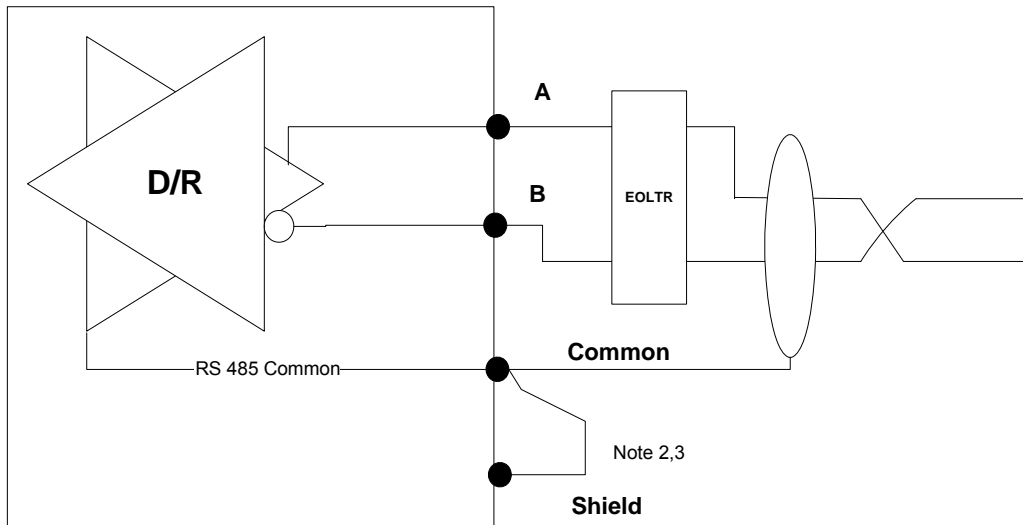 A
D/R
B
EOLTR
Common
RS 485 Common
Note 2,3
Shield